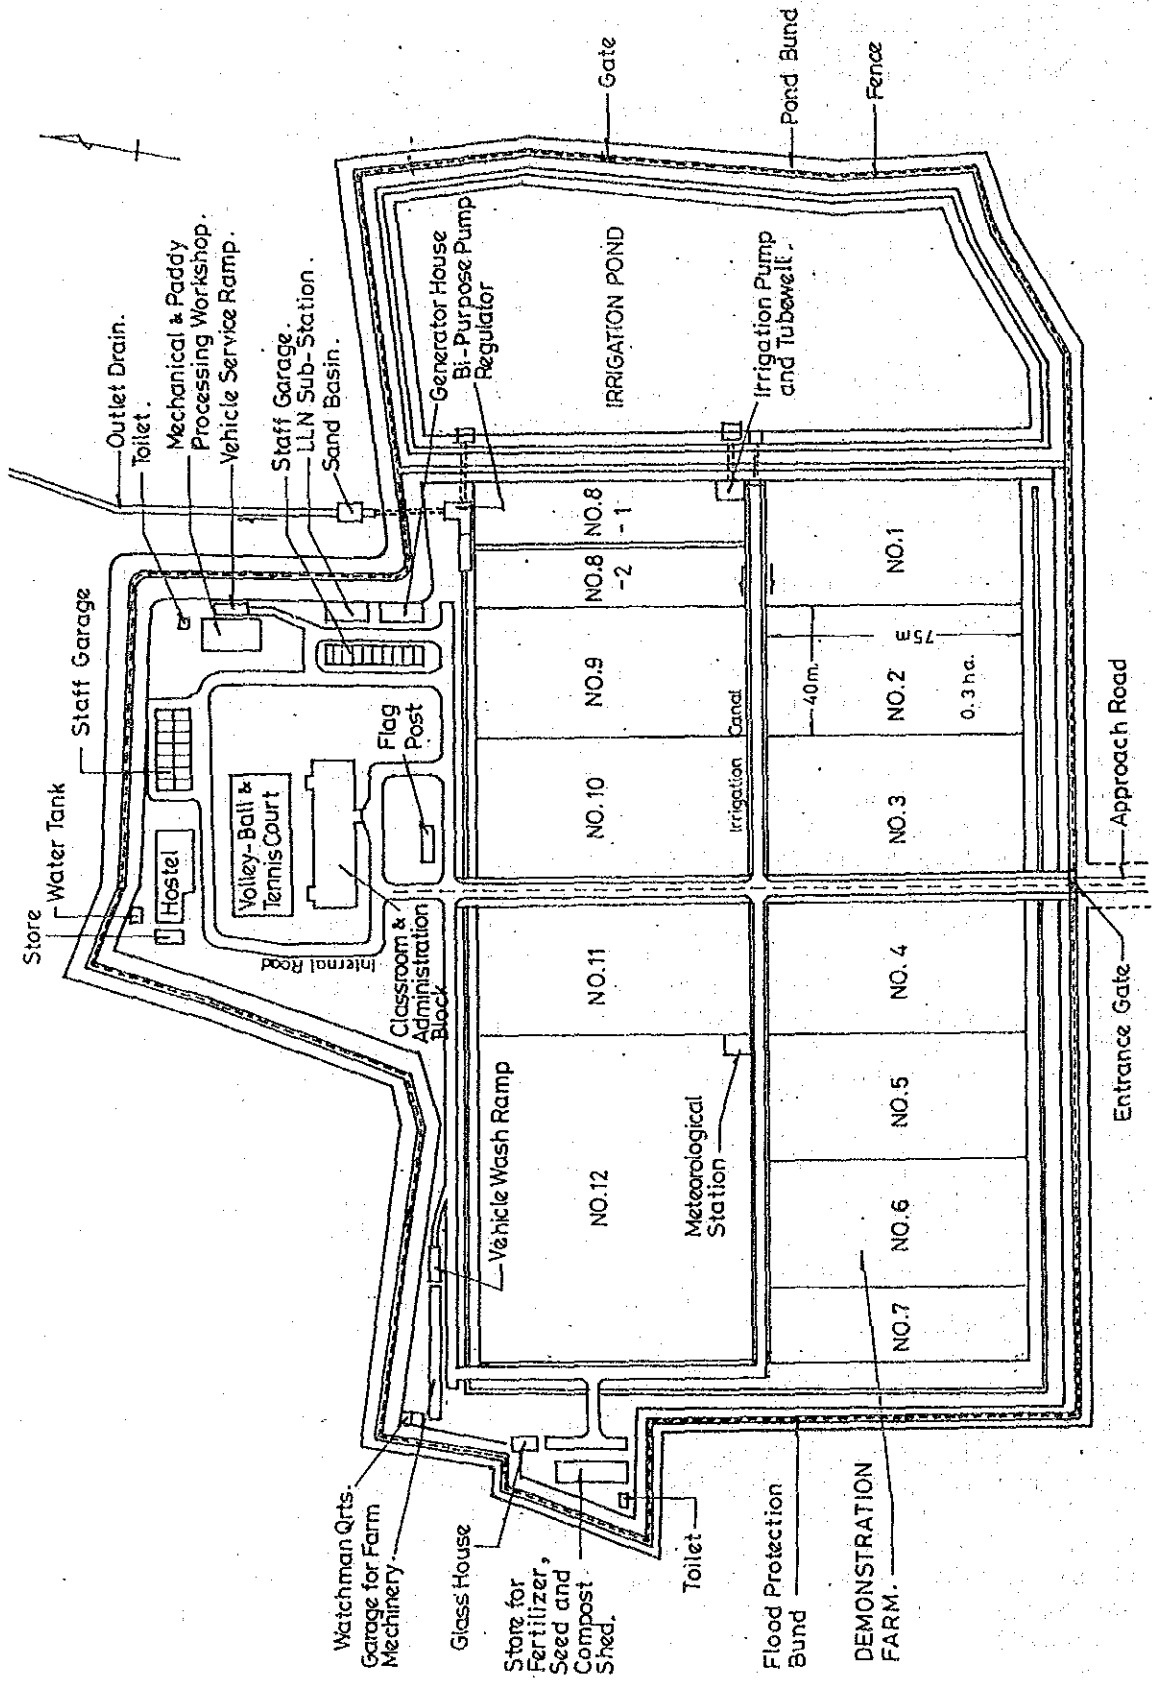 Store
Water Tank
Staff Garage
Outlet Drain.
Toilet.
Mechanical & Paddy
Processing Workshop.
Vehicle Service Ramp.
Staff Garage.
LLN Sub-Station.
Sand Basin.
Generator House
Bi-Purpose Pump
Regulator
Gate
Pond Bund
Fence
Hostel
Volley-Ball &
Tennis Court
Flag
Post
Internal Road
Classroom &
Administration
Block
IRRIGATION POND
Irrigation Pump
and Tubewell.
Watchman Qrts.
Garage for Farm
Mechinery.
Vehicle Wash Ramp
Glass House
Store for
Fertilizer,
Seed and
Compost
Shed.
Toilet
NO.12
NO.11
NO.10
NO.9
NO.8
-2
NO.8
-1
Meteorological
Station
Irrigation Canal
NO.7
NO.6
NO.5
NO.4
NO.3
NO.2
0.3 ha.
40m.
75m
NO.1
Flood Protection
Bund
DEMONSTRATION
FARM.
Entrance Gate
Approach Road